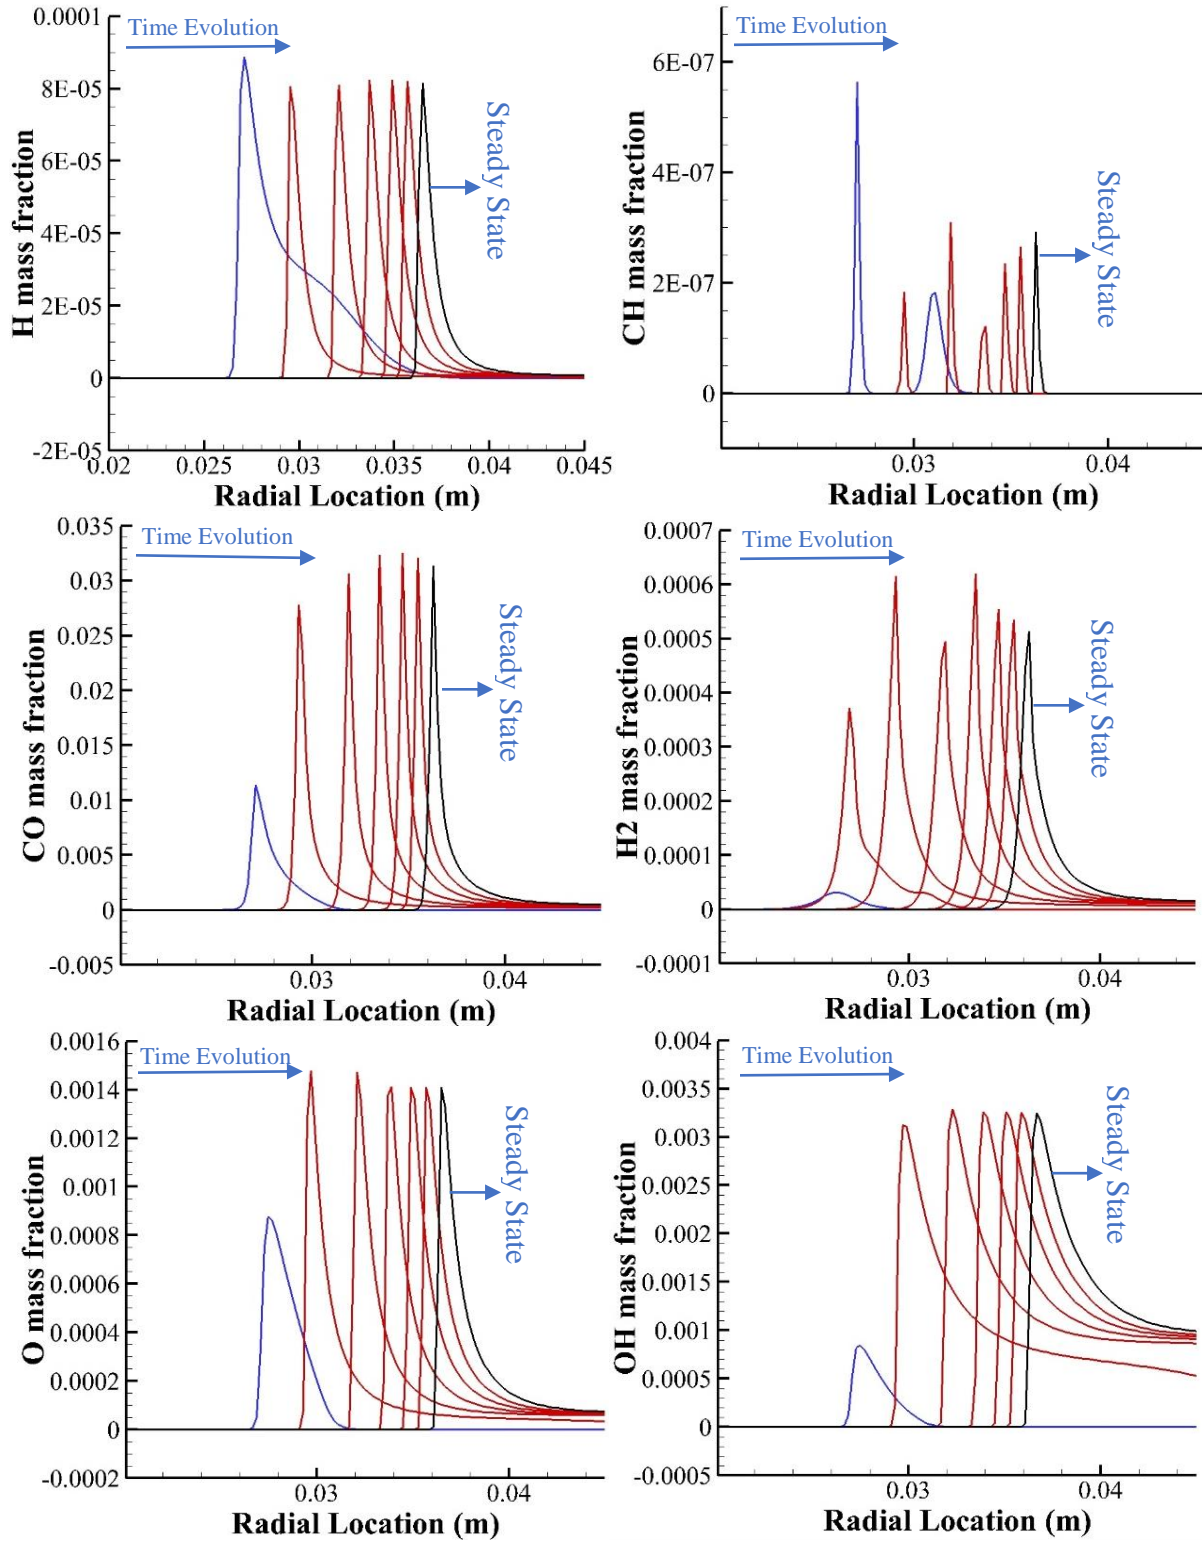 0.0001
8E-05
6E-05
4E-05
2E-05
0
-2E-05
0.02 0.025 0.03 0.035 0.04 0.045
Radial Location (m)
H mass fraction
Time Evolution
Steady State
6E-07
4E-07
2E-07
0
0.03 0.04
Radial Location (m)
CH mass fraction
Time Evolution
Steady State
0.035
0.03
0.025
0.02
0.015
0.01
0.005
0
-0.005
0.03 0.04
Radial Location (m)
CO mass fraction
Time Evolution
Steady State
0.0007
0.0006
0.0005
0.0004
0.0003
0.0002
0.0001
0
-0.0001
0.03 0.04
Radial Location (m)
H2 mass fraction
Time Evolution
Steady State
0.0016
0.0014
0.0012
0.001
0.0008
0.0006
0.0004
0.0002
0
-0.0002
0.03 0.04
Radial Location (m)
O mass fraction
Time Evolution
Steady State
0.004
0.0035
0.003
0.0025
0.002
0.0015
0.001
0.0005
0
-0.0005
0.03 0.04
Radial Location (m)
OH mass fraction
Time Evolution
Steady State